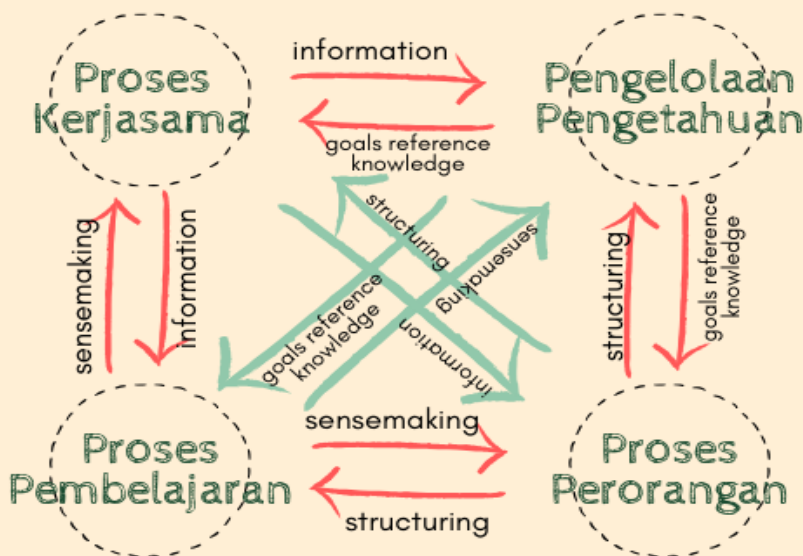 Proses
Kerjasama
information
goals reference
knowledge
Pengelolaan
Pengetahuan
sensemaking
information
structuring
sensemaking
goals reference
knowledge
information
structuring
goals reference
knowledge
Proses
Pembelajaran
sensemaking
structuring
Proses
Perorangan